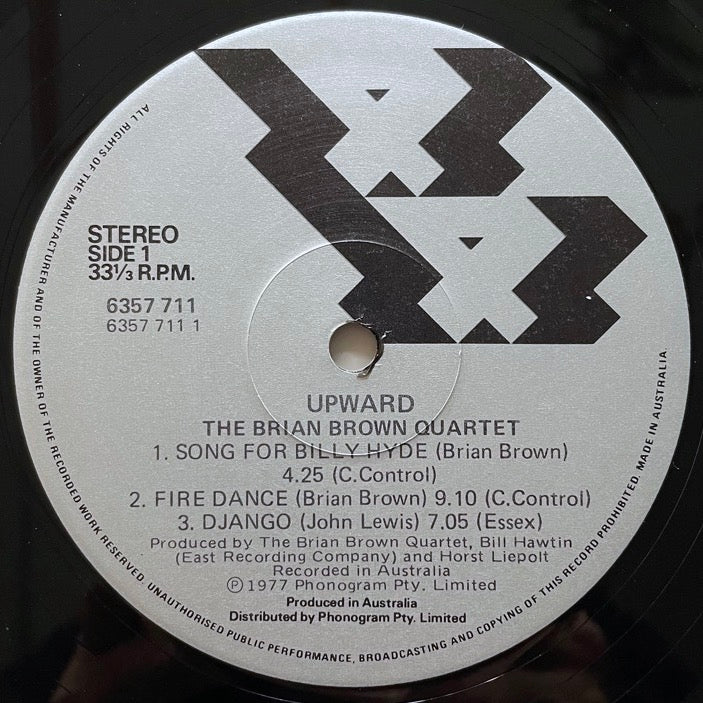 STEREO
SIDE 1
33⅓ R.P.M.
6357 711
6357 711 1
UPWARD
THE BRIAN BROWN QUARTET
1. SONG FOR BILLY HYDE (Brian Brown)
4.25 (C.Control)
2. FIRE DANCE (Brian Brown) 9.10 (C.Control)
3. DJANGO (John Lewis) 7.05 (Essex)
Produced by The Brian Brown Quartet, Bill Hawtin
(East Recording Company) and Horst Liepolt
Recorded in Australia
Ⓟ 1977 Phonogram Pty. Limited
Produced in Australia
Distributed by Phonogram Pty. Limited
ALL RIGHTS OF THE MANUFACTURER AND OF THE OWNER OF THE RECORDED WORK RESERVED. UNAUTHORISED PUBLIC PERFORMANCE, BROADCASTING AND COPYING OF THIS RECORD PROHIBITED. MADE IN AUSTRALIA.